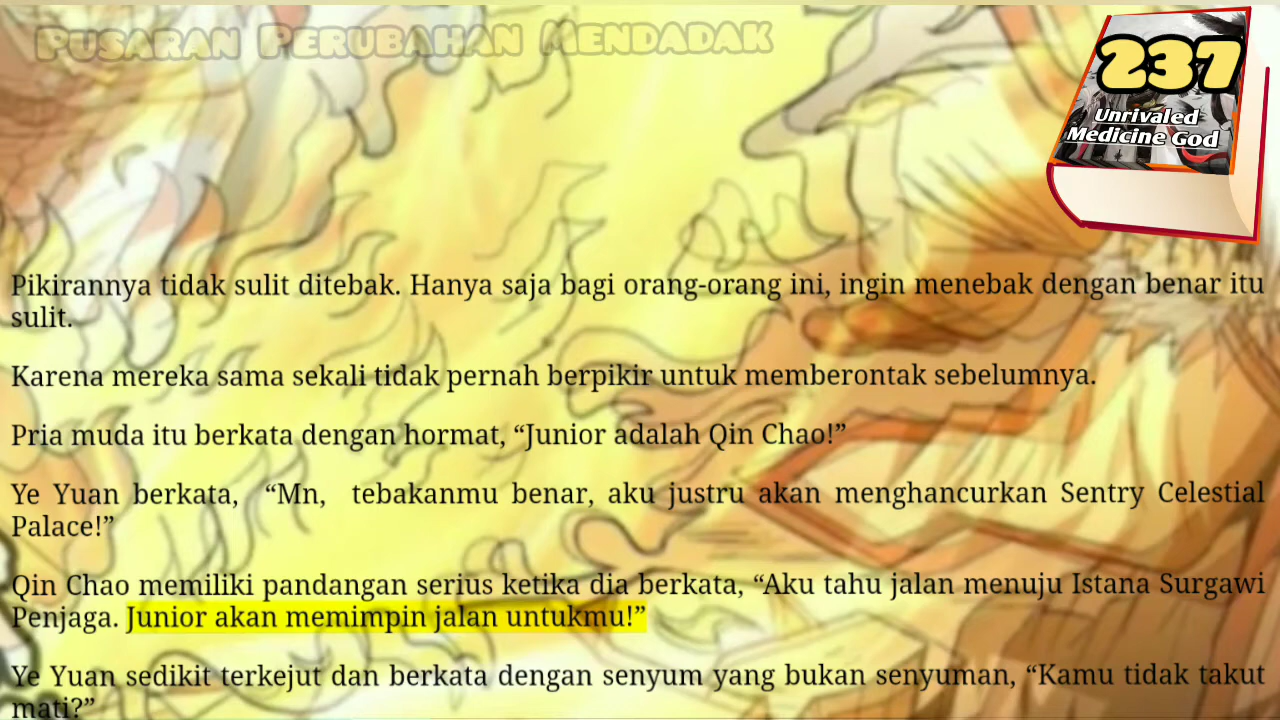 Pusaran Perubahan Mendadak
237
Unrivaled
Medicine God
Pikirannya tidak sulit ditebak. Hanya saja bagi orang-orang ini, ingin menebak dengan benar itu
sulit.
Karena mereka sama sekali tidak pernah berpikir untuk memberontak sebelumnya.
Pria muda itu berkata dengan hormat, “Junior adalah Qin Chao!”
Ye Yuan berkata, “Mn, tebakanmu benar, aku justru akan menghancurkan Sentry Celestial
Palace!”
Qin Chao memiliki pandangan serius ketika dia berkata, “Aku tahu jalan menuju Istana Surgawi
Penjaga. Junior akan memimpin jalan untukmu!”
Ye Yuan sedikit terkejut dan berkata dengan senyum yang bukan senyuman, “Kamu tidak takut
mati?”